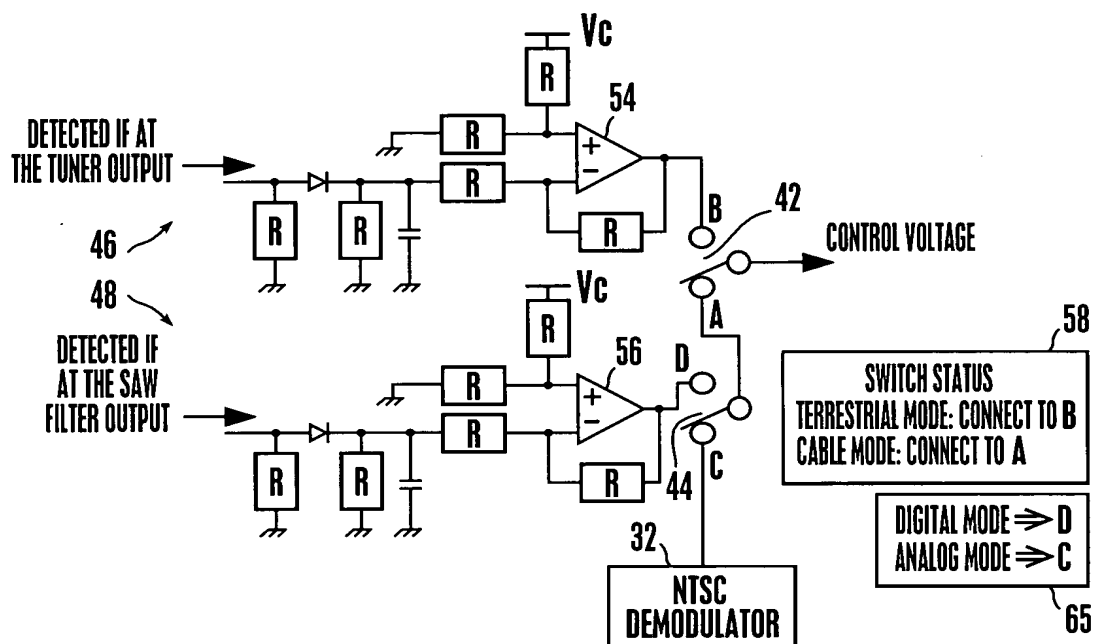 Vc
R
54
DETECTED IF AT
THE TUNER OUTPUT
R
+
R
−
B
42
R
R
R
CONTROL VOLTAGE
46
48
Vc
A
58
R
56
D
DETECTED IF
AT THE SAW
FILTER OUTPUT
R
+
R
−
SWITCH STATUS
TERRESTRIAL MODE: CONNECT TO B
CABLE MODE: CONNECT TO A
C
R
R
R
44
DIGITAL MODE ⇒ D
ANALOG MODE ⇒ C
32
NTSC
DEMODULATOR
65